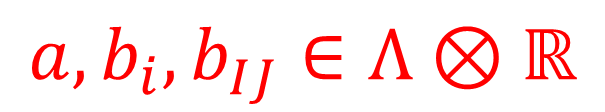 a, b_i, b_{IJ} ∈ Λ ⊗ ℝ